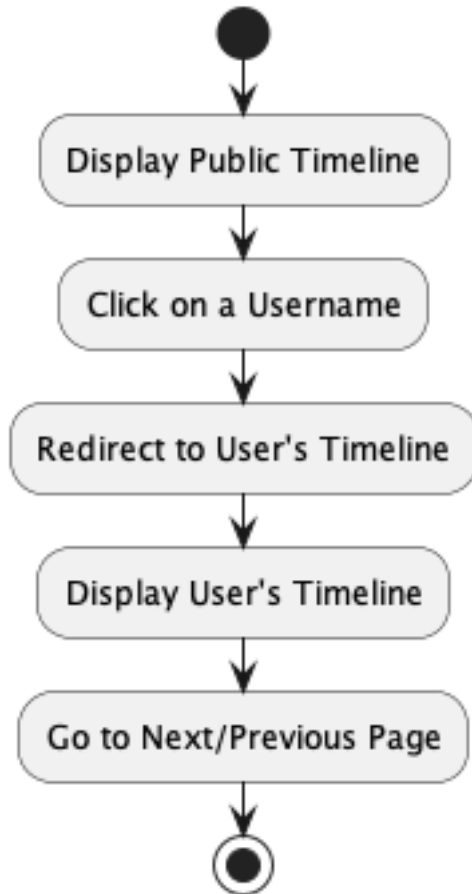 Display Public Timeline
Click on a Username
Redirect to User's Timeline
Display User's Timeline
Go to Next/Previous Page